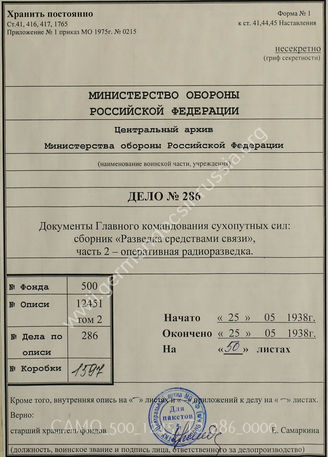 Хранить постоянно
Ст.41, 416, 417, 1765
Приложение № 1 приказ МО 1975г. № 0215
Форма № 1
к ст. 41,44,45 Наставления
несекретно
(гриф секретности)
МИНИСТЕРСТВО ОБОРОНЫ
РОССИЙСКОЙ ФЕДЕРАЦИИ
Центральный архив
Министерства обороны Российской Федерации
(наименование воинской части, учреждения)
ДЕЛО № 286
Документы Главного командования сухопутных сил:
сборник «Разведка средствами связи»,
часть 2 – оперативная радиоразведка.
№ Фонда 500
№ Описи 12451
том 2
№ Дела по описи 286
№ Коробки 1597
Начато « 25 » 05 1938г.
Окончено « 25 » 05 1938г.
На « 50 » листах
Кроме того, внутренняя опись на «–» листах и приложений к делу на «–» листах.
Верно:
старший хранитель фондов Г. Самаркина
(должность, воинское звание и подпись лица, ответственного за делопроизводство)
Для пакетов